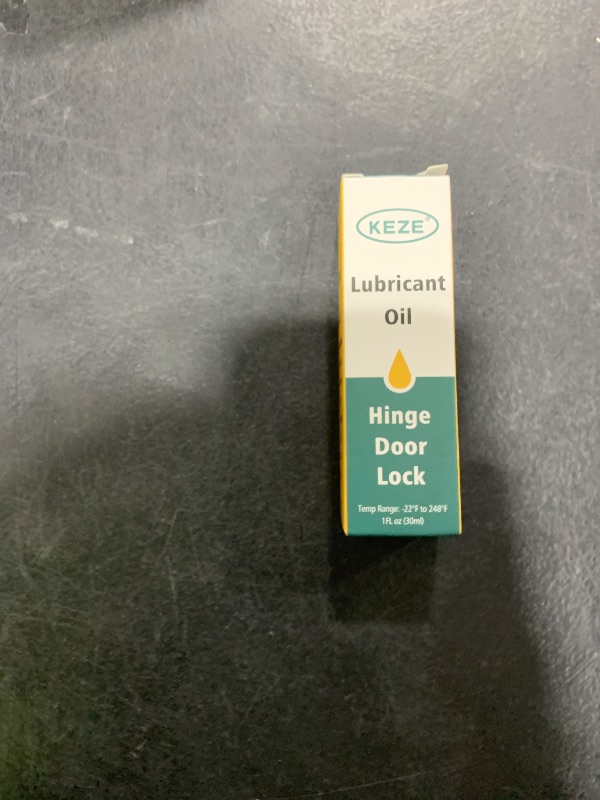 KEZE®
Lubricant
Oil
Hinge
Door
Lock
Temp Range: -22°F to 248°F
1FL oz (30ml)